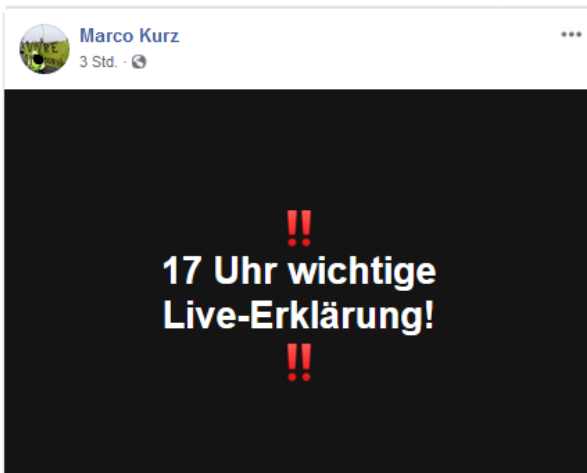 Marco Kurz
3 Std.
‼
17 Uhr wichtige
Live-Erklärung!
‼